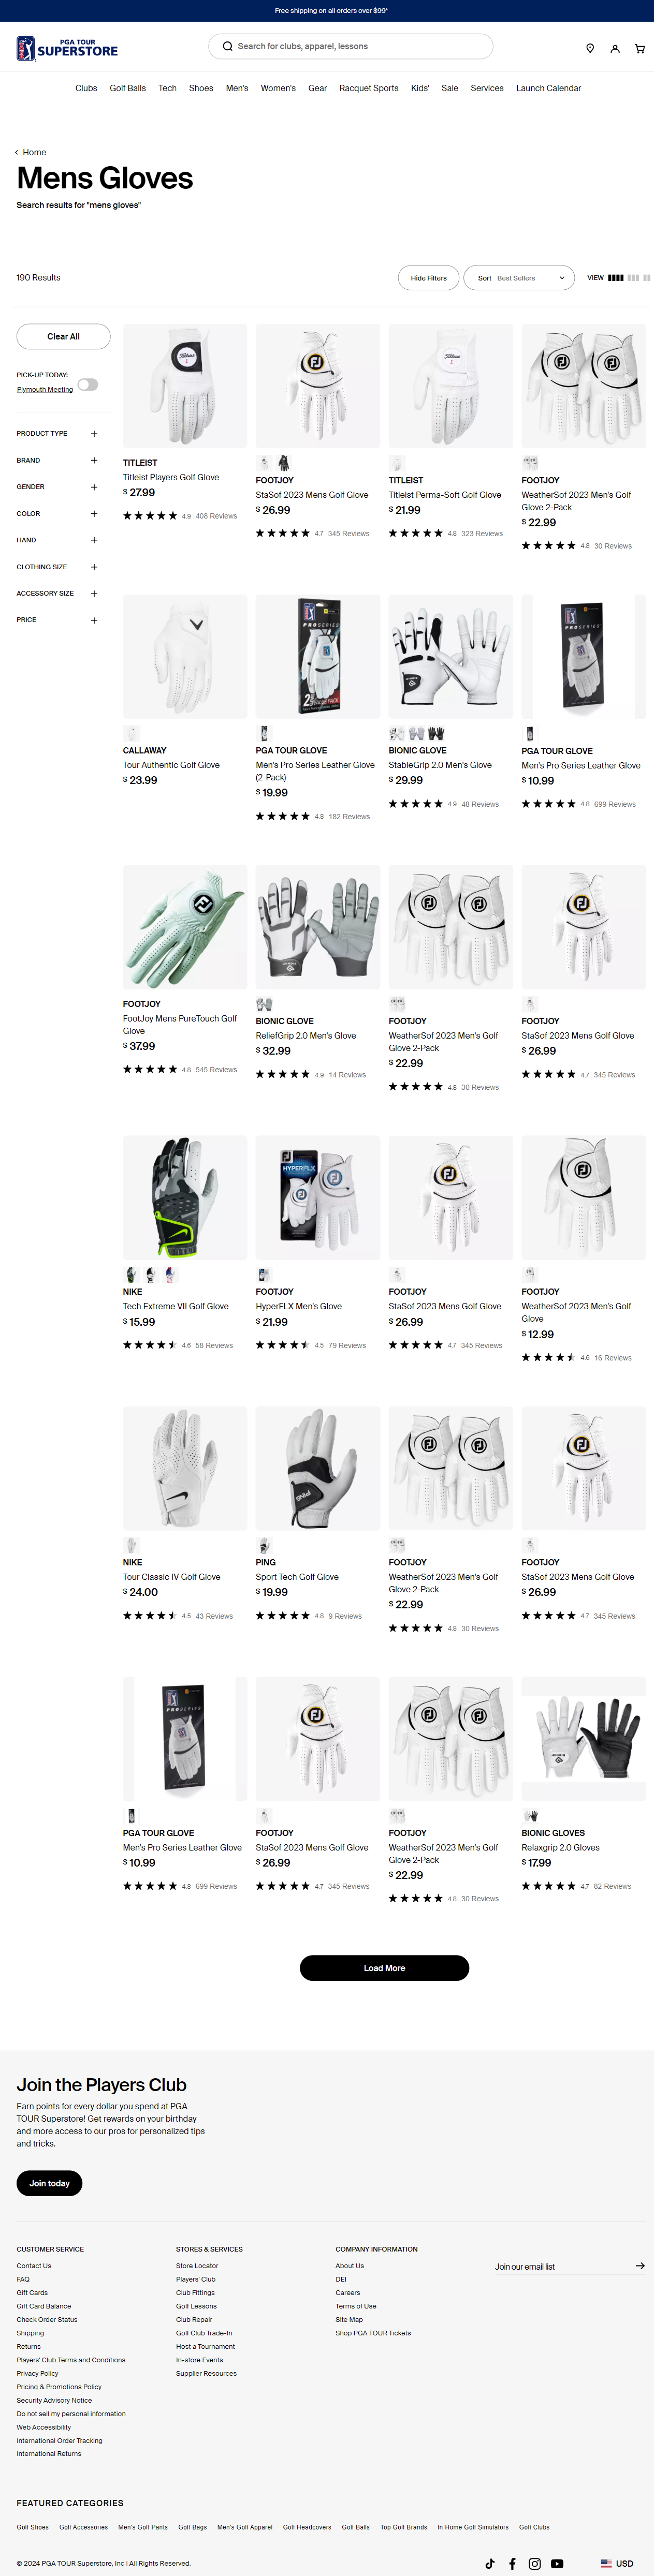 Free shipping on all orders over $99*
PGA TOUR
SUPERSTORE
Search for clubs, apparel, lessons
Clubs Golf Balls Tech Shoes Men's Women's Gear Racquet Sports Kids' Sale Services Launch Calendar
Home
Mens Gloves
Search results for "mens gloves"
190 Results
Hide Filters
Sort Best Sellers
VIEW
Clear All
PICK-UP TODAY:
Plymouth Meeting
PRODUCT TYPE
BRAND
GENDER
COLOR
HAND
CLOTHING SIZE
ACCESSORY SIZE
PRICE
TITLEIST
Titleist Players Golf Glove
$ 27.99
4.9 408 Reviews
FOOTJOY
StaSof 2023 Mens Golf Glove
$ 26.99
4.7 345 Reviews
TITLEIST
Titleist Perma-Soft Golf Glove
$ 21.99
4.8 323 Reviews
FOOTJOY
WeatherSof 2023 Men's Golf
Glove 2-Pack
$ 22.99
4.8 30 Reviews
CALLAWAY
Tour Authentic Golf Glove
$ 23.99
PRO SERIES
PGA TOUR GLOVE
Men's Pro Series Leather Glove
(2-Pack)
$ 19.99
4.8 182 Reviews
BIONIC GLOVE
StableGrip 2.0 Men's Glove
$ 29.99
4.9 48 Reviews
PRO SERIES
PGA TOUR GLOVE
Men's Pro Series Leather Glove
$ 10.99
4.8 699 Reviews
FOOTJOY
FootJoy Mens PureTouch Golf
Glove
$ 37.99
4.8 545 Reviews
BIONIC GLOVE
ReliefGrip 2.0 Men's Glove
$ 32.99
4.9 14 Reviews
FOOTJOY
WeatherSof 2023 Men's Golf
Glove 2-Pack
$ 22.99
4.8 30 Reviews
FOOTJOY
StaSof 2023 Mens Golf Glove
$ 26.99
4.7 345 Reviews
NIKE
Tech Extreme VII Golf Glove
$ 15.99
4.6 58 Reviews
HYPERFLX
FOOTJOY
HyperFLX Men's Glove
$ 21.99
4.5 79 Reviews
FOOTJOY
StaSof 2023 Mens Golf Glove
$ 26.99
4.7 345 Reviews
FOOTJOY
WeatherSof 2023 Men's Golf
Glove
$ 12.99
4.6 16 Reviews
NIKE
Tour Classic IV Golf Glove
$ 24.00
4.5 43 Reviews
PING
PING
Sport Tech Golf Glove
$ 19.99
4.8 9 Reviews
FOOTJOY
WeatherSof 2023 Men's Golf
Glove 2-Pack
$ 22.99
4.8 30 Reviews
FOOTJOY
StaSof 2023 Mens Golf Glove
$ 26.99
4.7 345 Reviews
PRO SERIES
PGA TOUR GLOVE
Men's Pro Series Leather Glove
$ 10.99
4.8 699 Reviews
FOOTJOY
StaSof 2023 Mens Golf Glove
$ 26.99
4.7 345 Reviews
FOOTJOY
WeatherSof 2023 Men's Golf
Glove 2-Pack
$ 22.99
4.8 30 Reviews
BIONIC GLOVES
Relaxgrip 2.0 Gloves
$ 17.99
4.7 82 Reviews
Load More
Join the Players Club
Earn points for every dollar you spend at PGA
TOUR Superstore! Get rewards on your birthday
and more access to our pros for personalized tips
and tricks.
Join today
CUSTOMER SERVICE
Contact Us
FAQ
Gift Cards
Gift Card Balance
Check Order Status
Shipping
Returns
Players' Club Terms and Conditions
Privacy Policy
Pricing & Promotions Policy
Security Advisory Notice
Do not sell my personal information
Web Accessibility
International Order Tracking
International Returns
STORES & SERVICES
Store Locator
Players' Club
Club Fittings
Golf Lessons
Club Repair
Golf Club Trade-In
Host a Tournament
In-store Events
Supplier Resources
COMPANY INFORMATION
About Us
DEI
Careers
Terms of Use
Site Map
Shop PGA TOUR Tickets
Join our email list
FEATURED CATEGORIES
Golf Shoes Golf Accessories Men's Golf Pants Golf Bags Men's Golf Apparel Golf Headcovers Golf Balls Top Golf Brands In Home Golf Simulators Golf Clubs
© 2024 PGA TOUR Superstore, Inc | All Rights Reserved.
USD